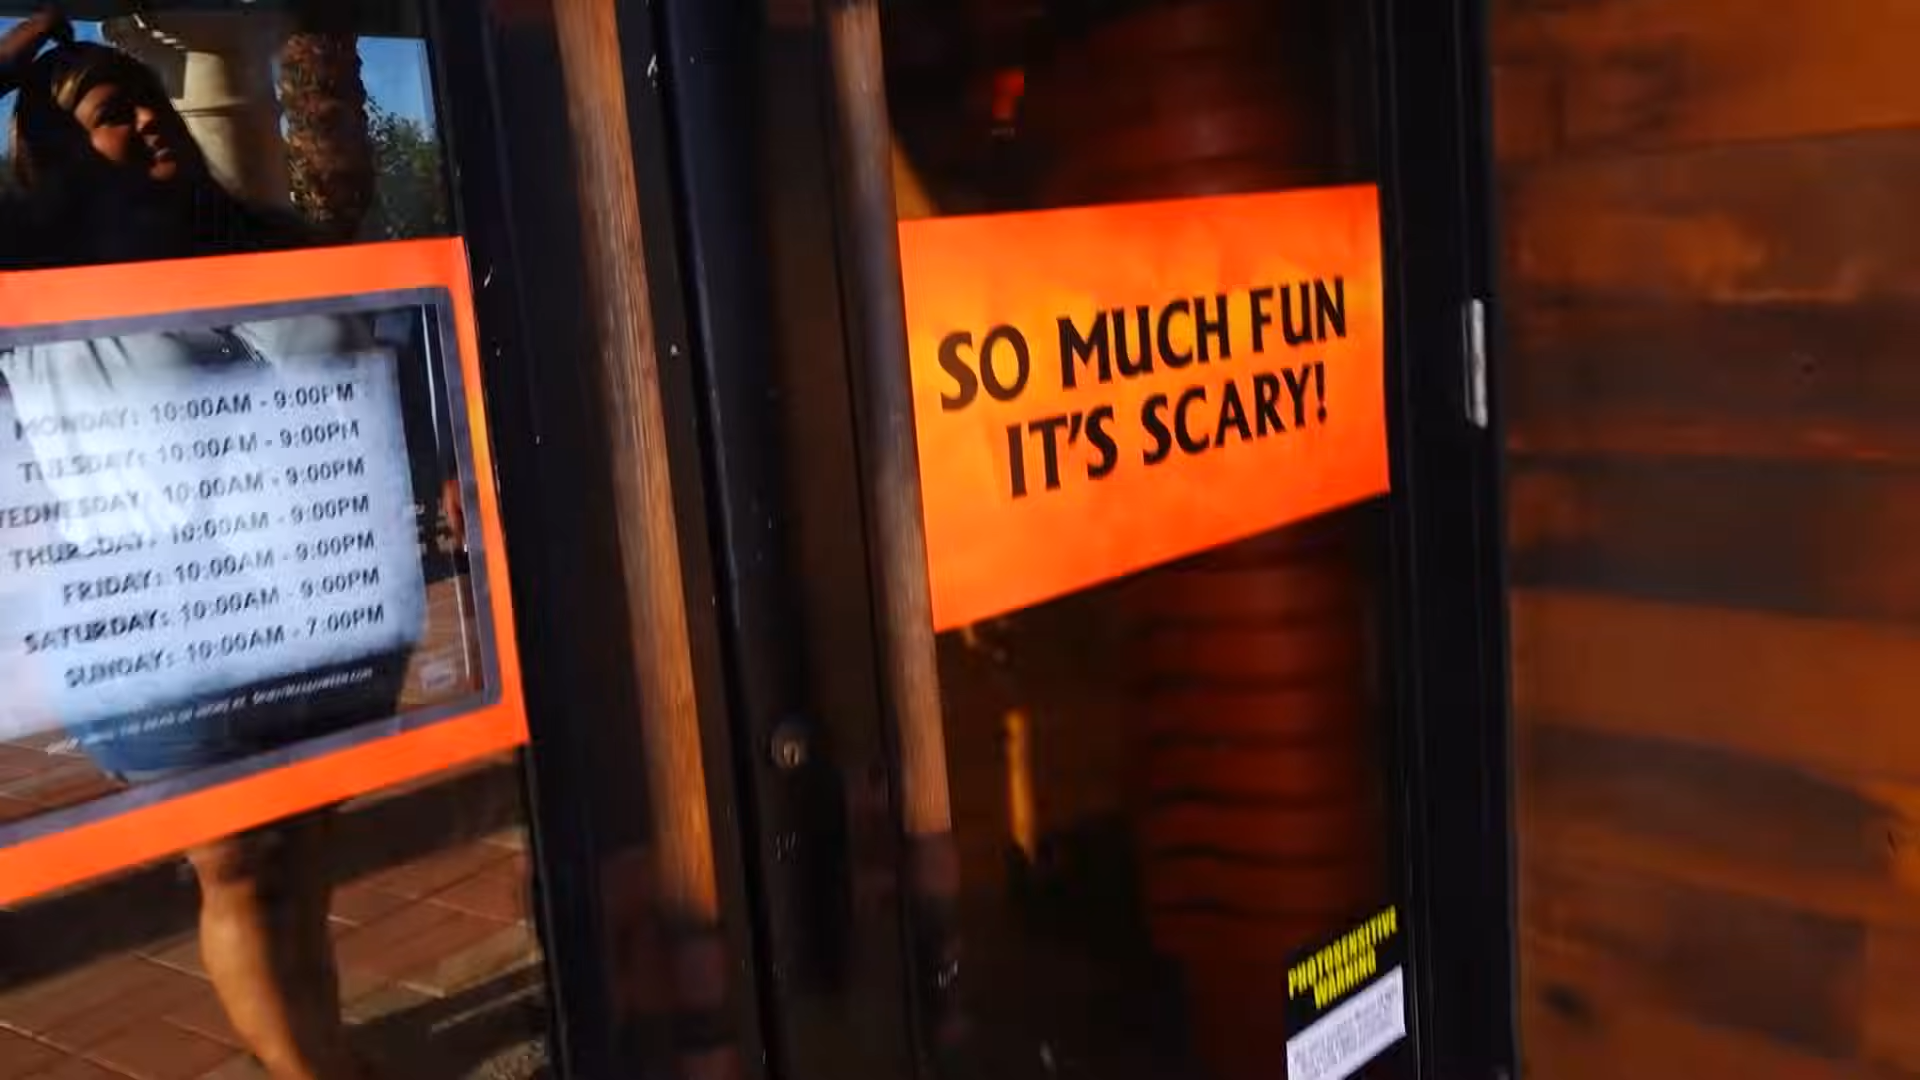 MONDAY: 10:00AM - 9:00PM
TUESDAY: 10:00AM - 9:00PM
WEDNESDAY: 10:00AM - 9:00PM
THURSDAY: 10:00AM - 9:00PM
FRIDAY: 10:00AM - 9:00PM
SATURDAY: 10:00AM - 9:00PM
SUNDAY: 10:00AM - 7:00PM
SO MUCH FUN
IT'S SCARY!
PHOTOSENSITIVE
WARNING